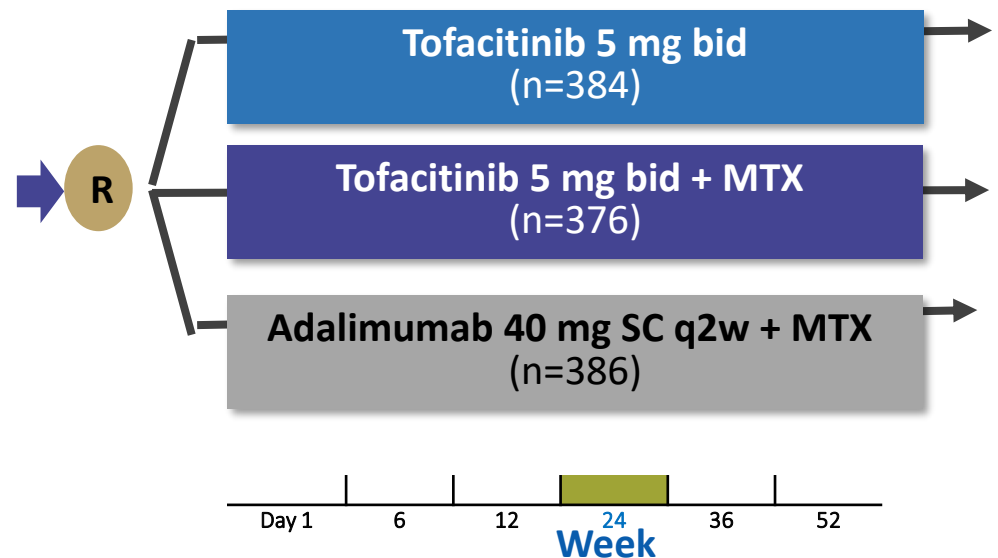 R
Tofacitinib 5 mg bid
(n=384)
Tofacitinib 5 mg bid + MTX
(n=376)
Adalimumab 40 mg SC q2w + MTX
(n=386)
Day 1 6 12 24 36 52
Week